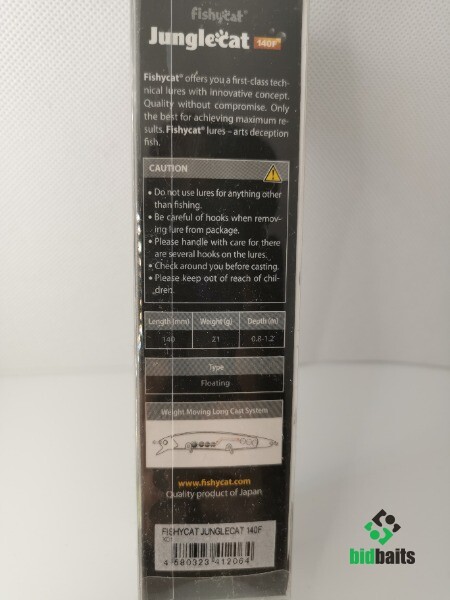 fishycat®
Junglecat 140F
Fishycat® offers you a first-class tech-
nical lures with innovative concept.
Quality without compromise. Only
the best for achieving maximum re-
sults. Fishycat® lures – arts deception
fish.
CAUTION
• Do not use lures for anything other
than fishing.
• Be careful of hooks when remov-
ing lure from package.
• Please handle with care for there
are several hooks on the lures.
• Check around you before casting.
• Please keep out of reach of chil-
dren.
Length (mm) Weight (g) Depth (m)
140 21 0.8-1.2
Type
Floating
Weight Moving Long Cast System
www.fishycat.com
Quality product of Japan
FISHYCAT JUNGLECAT 140F
4 580323 412064
bidbaits